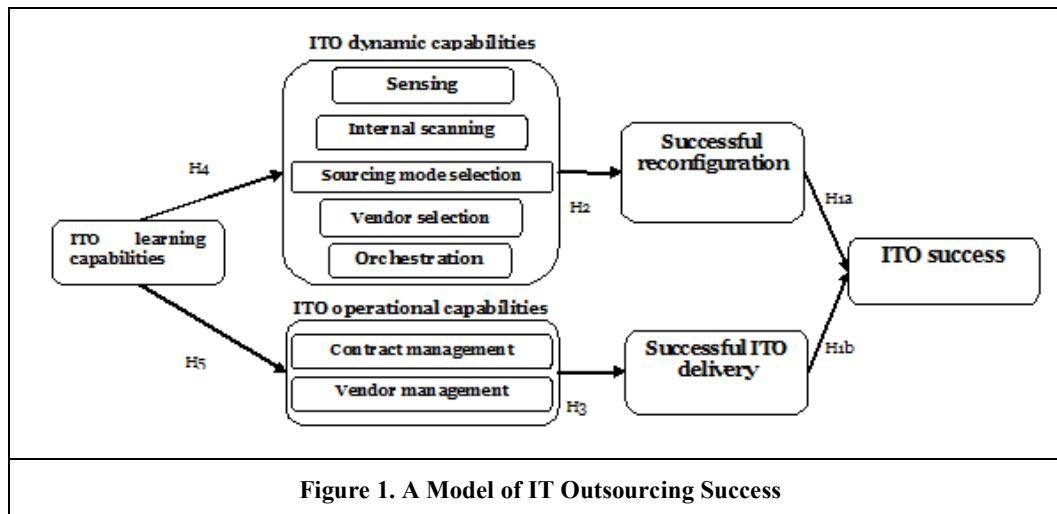 ITO dynamic capabilities
Sensing
Internal scanning
Sourcing mode selection
Vendor selection
Orchestration
H4
H2
Successful
reconfiguration
H1a
ITO learning
capabilities
ITO success
ITO operational capabilities
Contract management
Vendor management
H5
H3
Successful ITO
delivery
H1b
Figure 1. A Model of IT Outsourcing Success